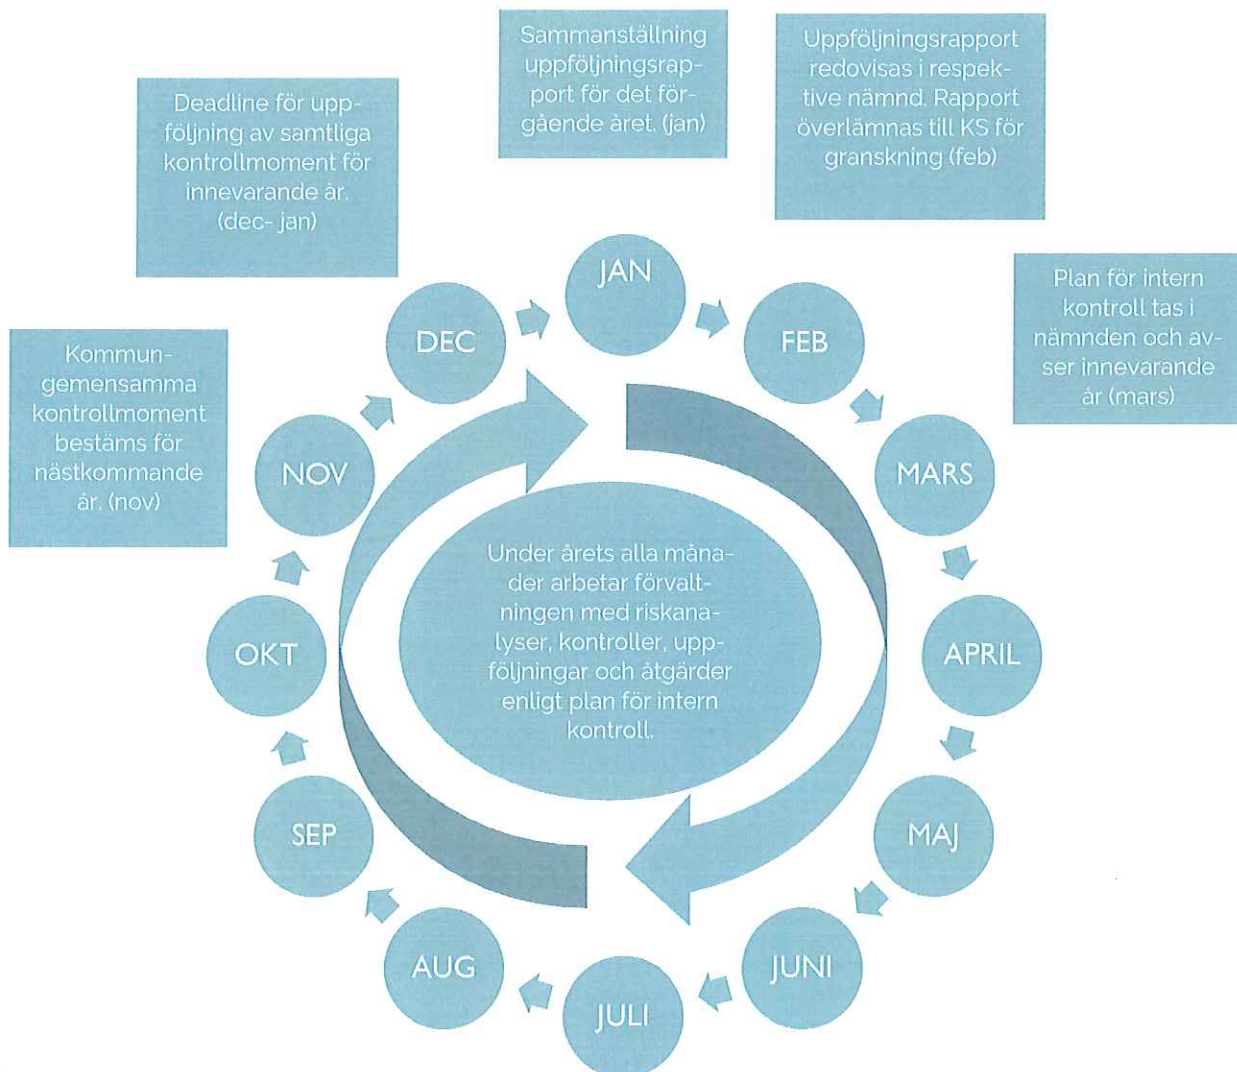 Sammanställning
uppföljningsrap-
port för det för-
gående året. (jan)
Uppföljningsrapport
redovisas i respek-
tive nämnd. Rapport
överlämnas till KS för
granskning (feb)
Deadline för upp-
följning av samtliga
kontrollmoment för
innevarande år.
(dec- jan)
Plan för intern
kontroll tas i
nämnden och av-
ser innevarande
år (mars)
Kommun-
gemensamma
kontrollmoment
bestäms för
nästkommande
år. (nov)
JAN
FEB
MARS
APRIL
MAJ
JUNI
JULI
AUG
SEP
OKT
NOV
DEC
Under årets alla måna-
der arbetar förvalt-
ningen med riskana-
lyser, kontroller, upp-
följningar och åtgärder
enligt plan för intern
kontroll.